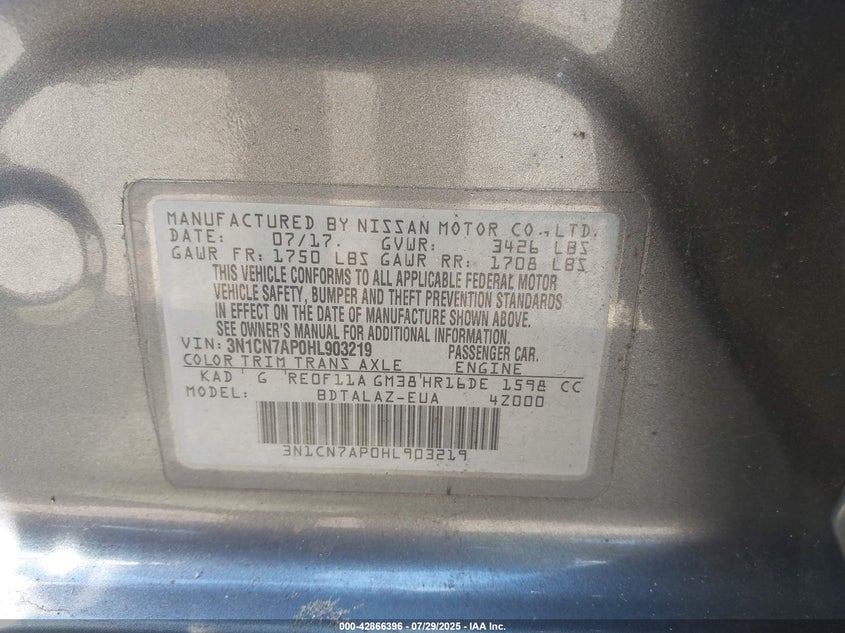 MANUFACTURED BY NISSAN MOTOR CO.,LTD.
DATE: 07/17. GVWR: 3426 LBS
GAWR FR: 1750 LBS GAWR RR: 1708 LBS
THIS VEHICLE CONFORMS TO ALL APPLICABLE FEDERAL MOTOR
VEHICLE SAFETY, BUMPER AND THEFT PREVENTION STANDARDS
IN EFFECT ON THE DATE OF MANUFACTURE SHOWN ABOVE.
SEE OWNER'S MANUAL FOR ADDITIONAL INFORMATION.
VIN: 3N1CN7AP0HL903219 PASSENGER CAR.
COLOR TRIM TRANS AXLE ENGINE
KAD G RE0F11A GM38 HR16DE 1598 CC
MODEL: BDTALAZ-EUA 4Z000
3N1CN7AP0HL903219
000-42866396 | 07/29/2025 | IAA Inc.